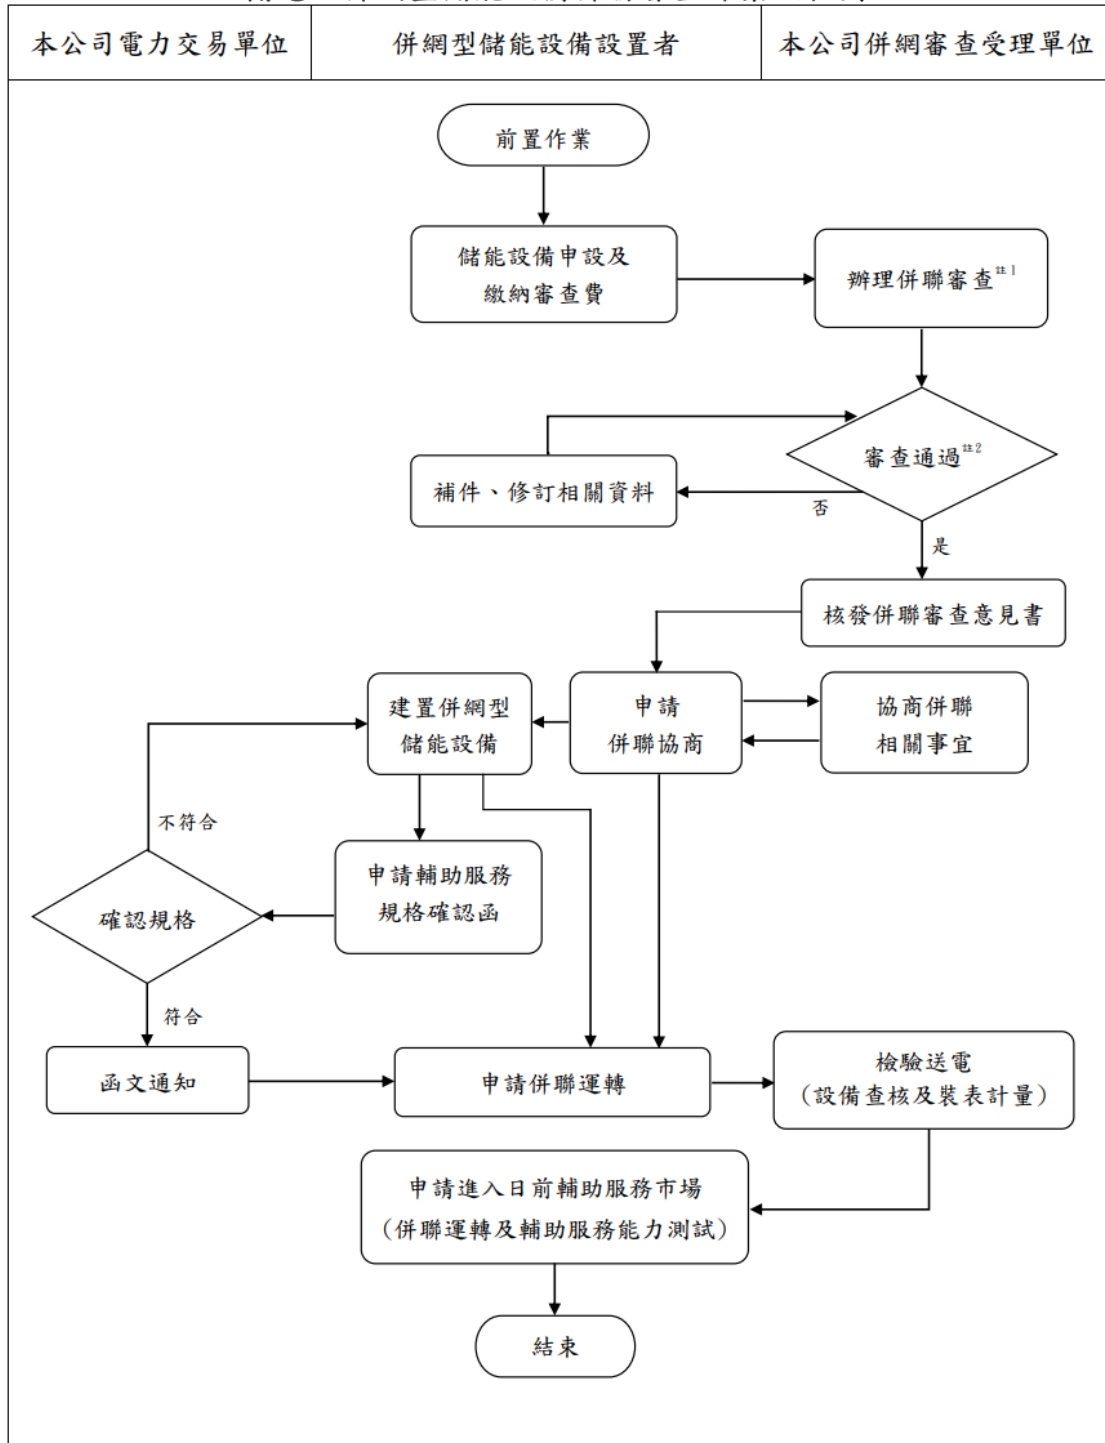 本公司電力交易單位
併網型儲能設備設置者
本公司併網審查受理單位
前置作業
儲能設備申設及
繳納審查費
辦理併聯審查註1
審查通過註2
補件、修訂相關資料
否
是
核發併聯審查意見書
建置併網型
儲能設備
申請
併聯協商
協商併聯
相關事宜
不符合
申請輔助服務
規格確認函
確認規格
符合
函文通知
申請併聯運轉
檢驗送電
（設備查核及裝表計量）
申請進入日前輔助服務市場
（併聯運轉及輔助服務能力測試）
結束